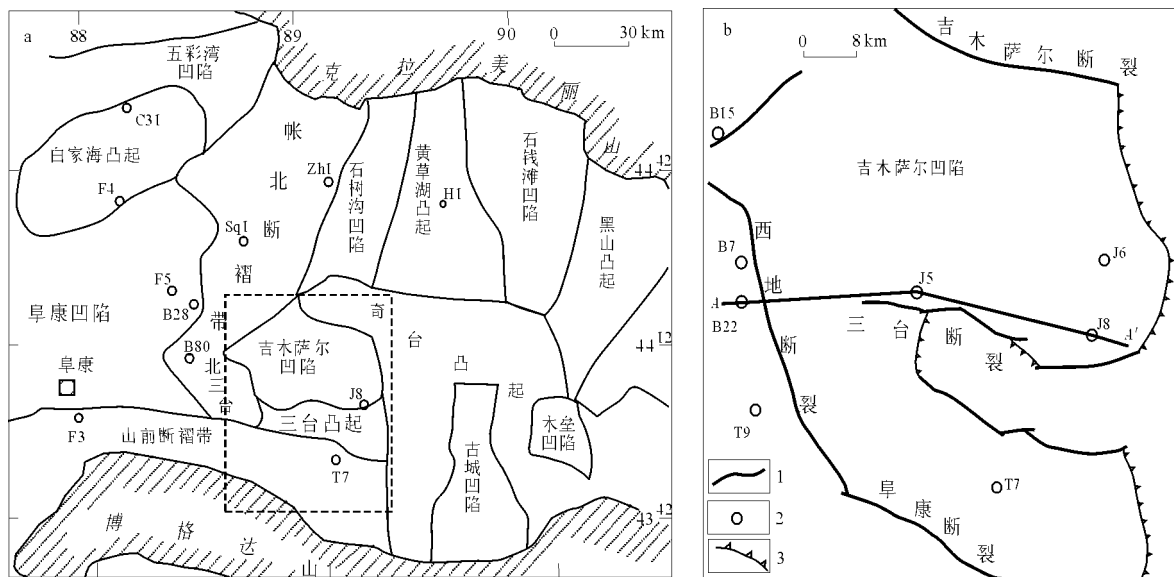 a
88
89
90
0 30 km
五彩湾
凹陷
克拉美丽山
C31
白家海凸起
F4
帐北断褶带
Zh1
石树沟凹陷
黄草湖凸起
H1
石钱滩凹陷
44 42
黑山凸起
Sq1
F5
B28
阜康凹陷
B80
阜康
北三台
吉木萨尔
凹陷
奇台凸起
44 12
J8
三台凸起
F3
山前断褶带
T7
古城凹陷
木垒
凹陷
43 42
博格达山
b
0 8 km
吉木萨尔断裂
B15
吉木萨尔凹陷
西地断裂
B7
J6
J5
A
B22
三台断裂
J8
A'
T9
T7
阜康断裂
1
2
3